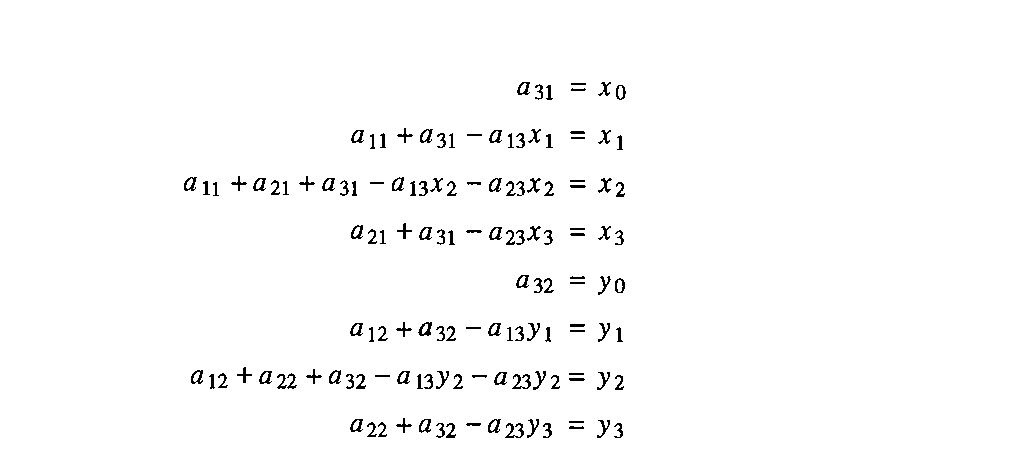 a31 = x0
a11 + a31 − a13x1 = x1
a11 + a21 + a31 − a13x2 − a23x2 = x2
a21 + a31 − a23x3 = x3
a32 = y0
a12 + a32 − a13y1 = y1
a12 + a22 + a32 − a13y2 − a23y2 = y2
a22 + a32 − a23y3 = y3